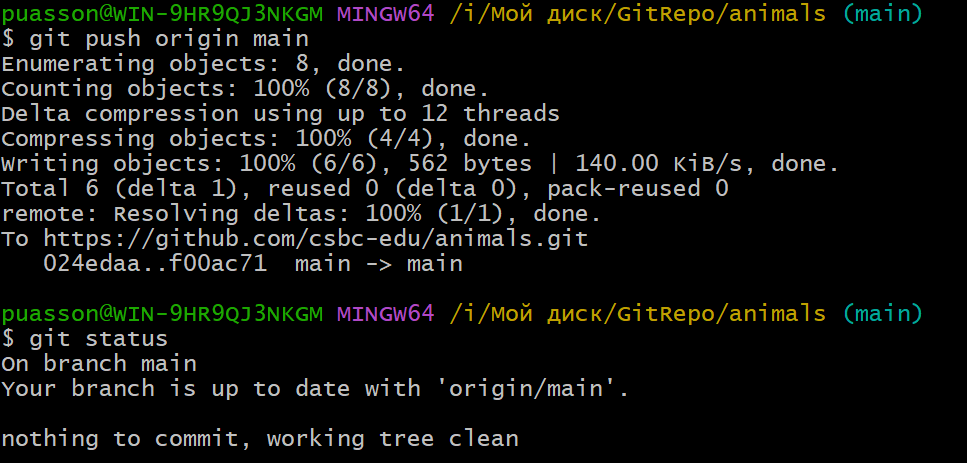 puasson@WIN-9HR9QJ3NKGM MINGW64 /i/Мой диск/GitRepo/animals (main)
$ git push origin main
Enumerating objects: 8, done.
Counting objects: 100% (8/8), done.
Delta compression using up to 12 threads
Compressing objects: 100% (4/4), done.
Writing objects: 100% (6/6), 562 bytes | 140.00 KiB/s, done.
Total 6 (delta 1), reused 0 (delta 0), pack-reused 0
remote: Resolving deltas: 100% (1/1), done.
To https://github.com/csbc-edu/animals.git
   024edaa..f00ac71  main -> main

puasson@WIN-9HR9QJ3NKGM MINGW64 /i/Мой диск/GitRepo/animals (main)
$ git status
On branch main
Your branch is up to date with 'origin/main'.

nothing to commit, working tree clean